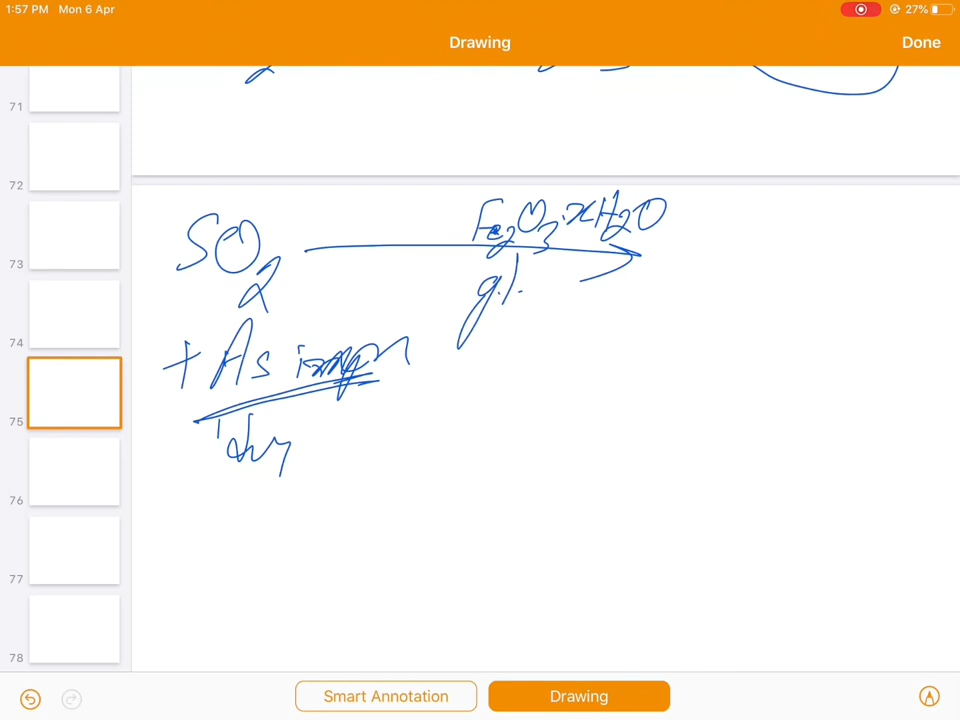 1:57 PM Mon 6 Apr
27%
Drawing
Done
71
72
73
74
75
76
77
78
Fe2O3.xH2O
SO2
+ As
Smart Annotation
Drawing